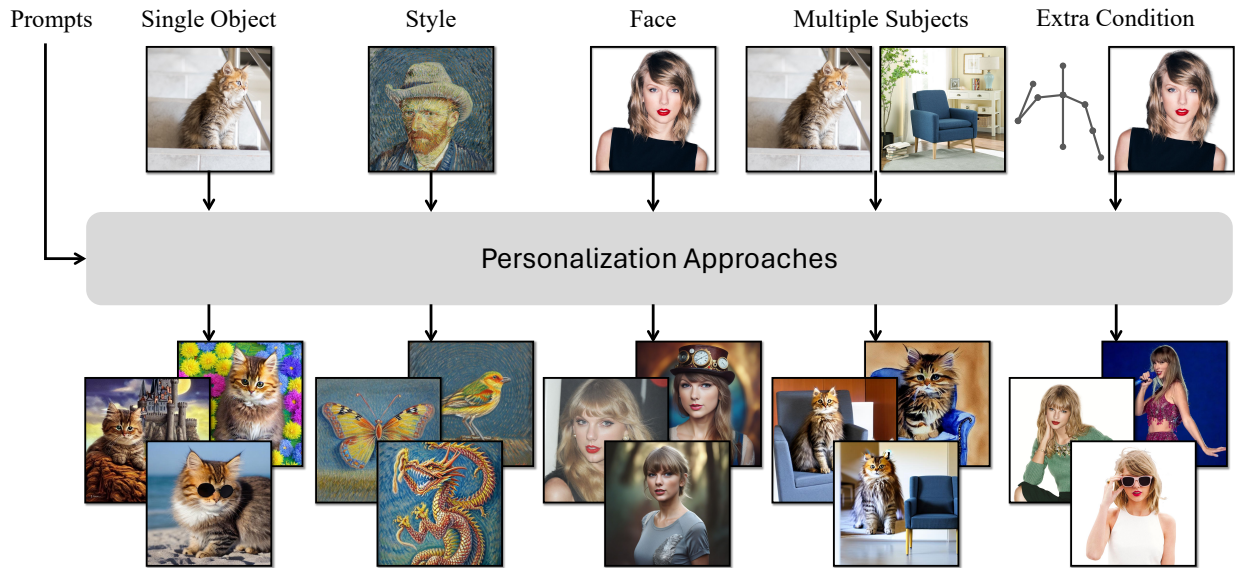 Prompts
Single Object
Style
Face
Multiple Subjects
Extra Condition
Personalization Approaches